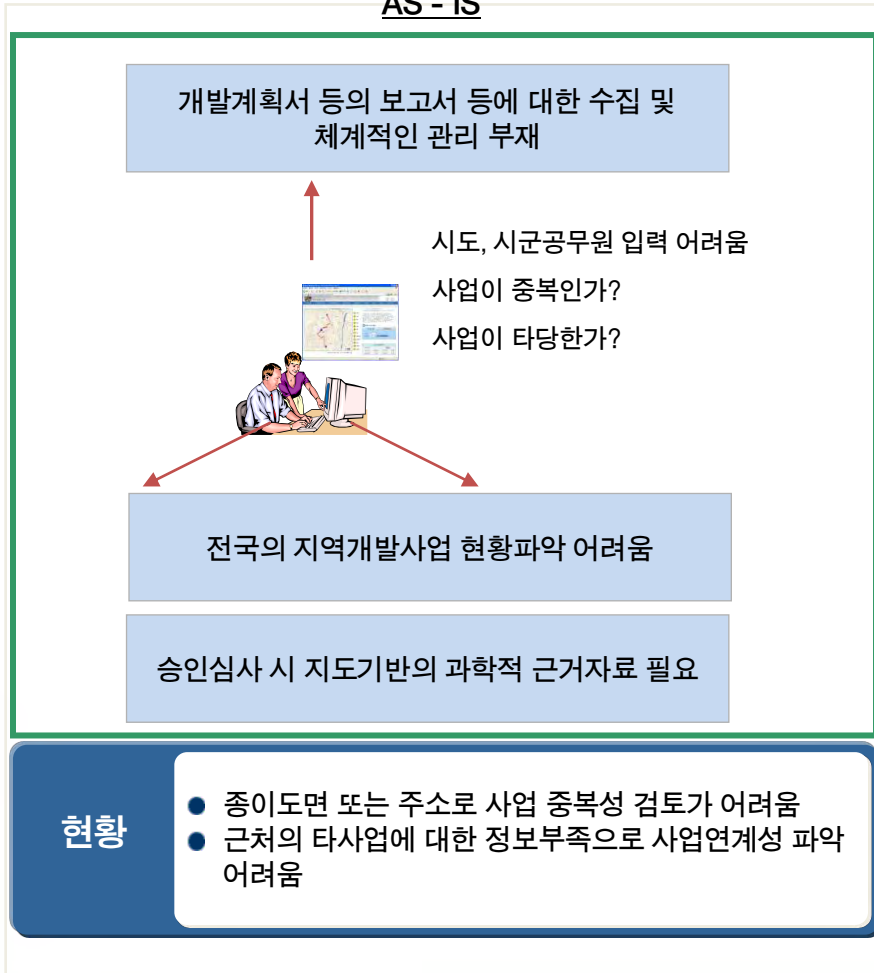 AS - IS
개발계획서 등의 보고서 등에 대한 수집 및
체계적인 관리 부재
시도, 시군공무원 입력 어려움
사업이 중복인가?
사업이 타당한가?
전국의 지역개발사업 현황파악 어려움
승인심사 시 지도기반의 과학적 근거자료 필요
현황
종이도면 또는 주소로 사업 중복성 검토가 어려움
근처의 타사업에 대한 정보부족으로 사업연계성 파악
어려움